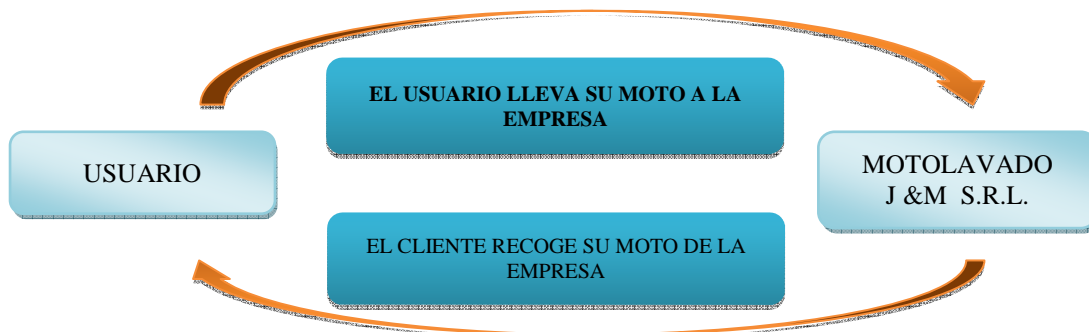 EL USUARIO LLEVA SU MOTO A LA
EMPRESA
USUARIO
MOTOLAVADO
J &M S.R.L.
EL CLIENTE RECOGE SU MOTO DE LA
EMPRESA